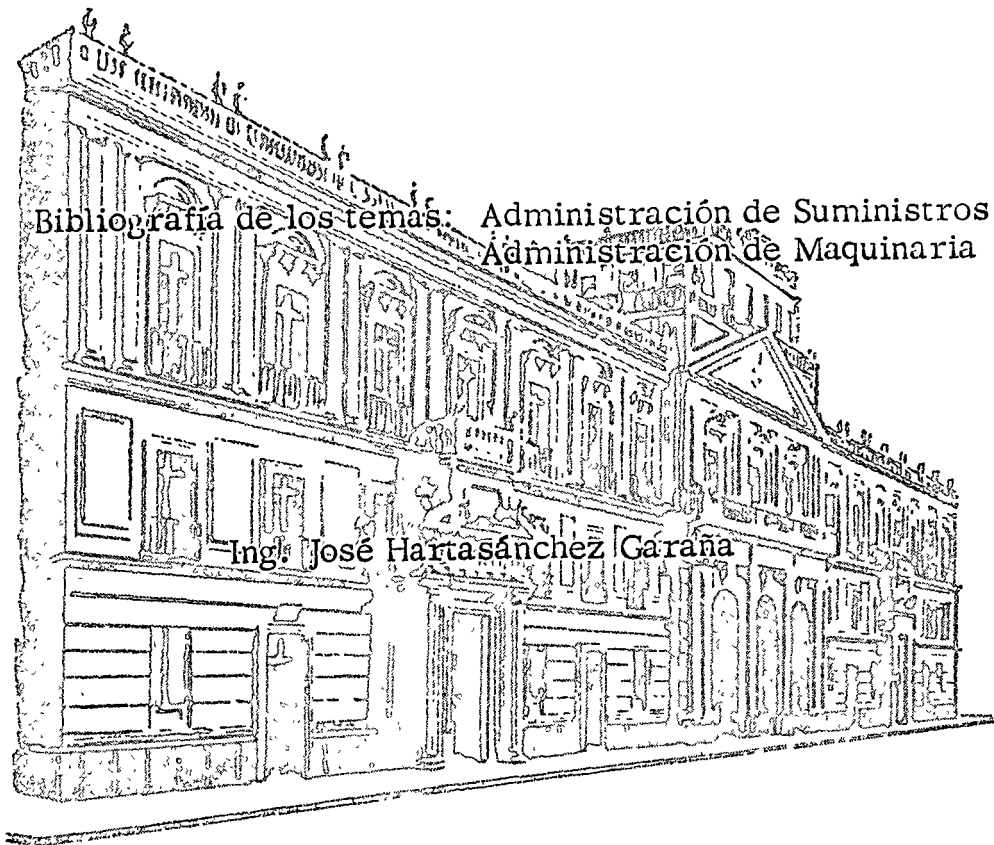 Bibliografía de los temas: Administración de Suministros
Administración de Maquinaria
Ing. José Hartasánchez Garaña